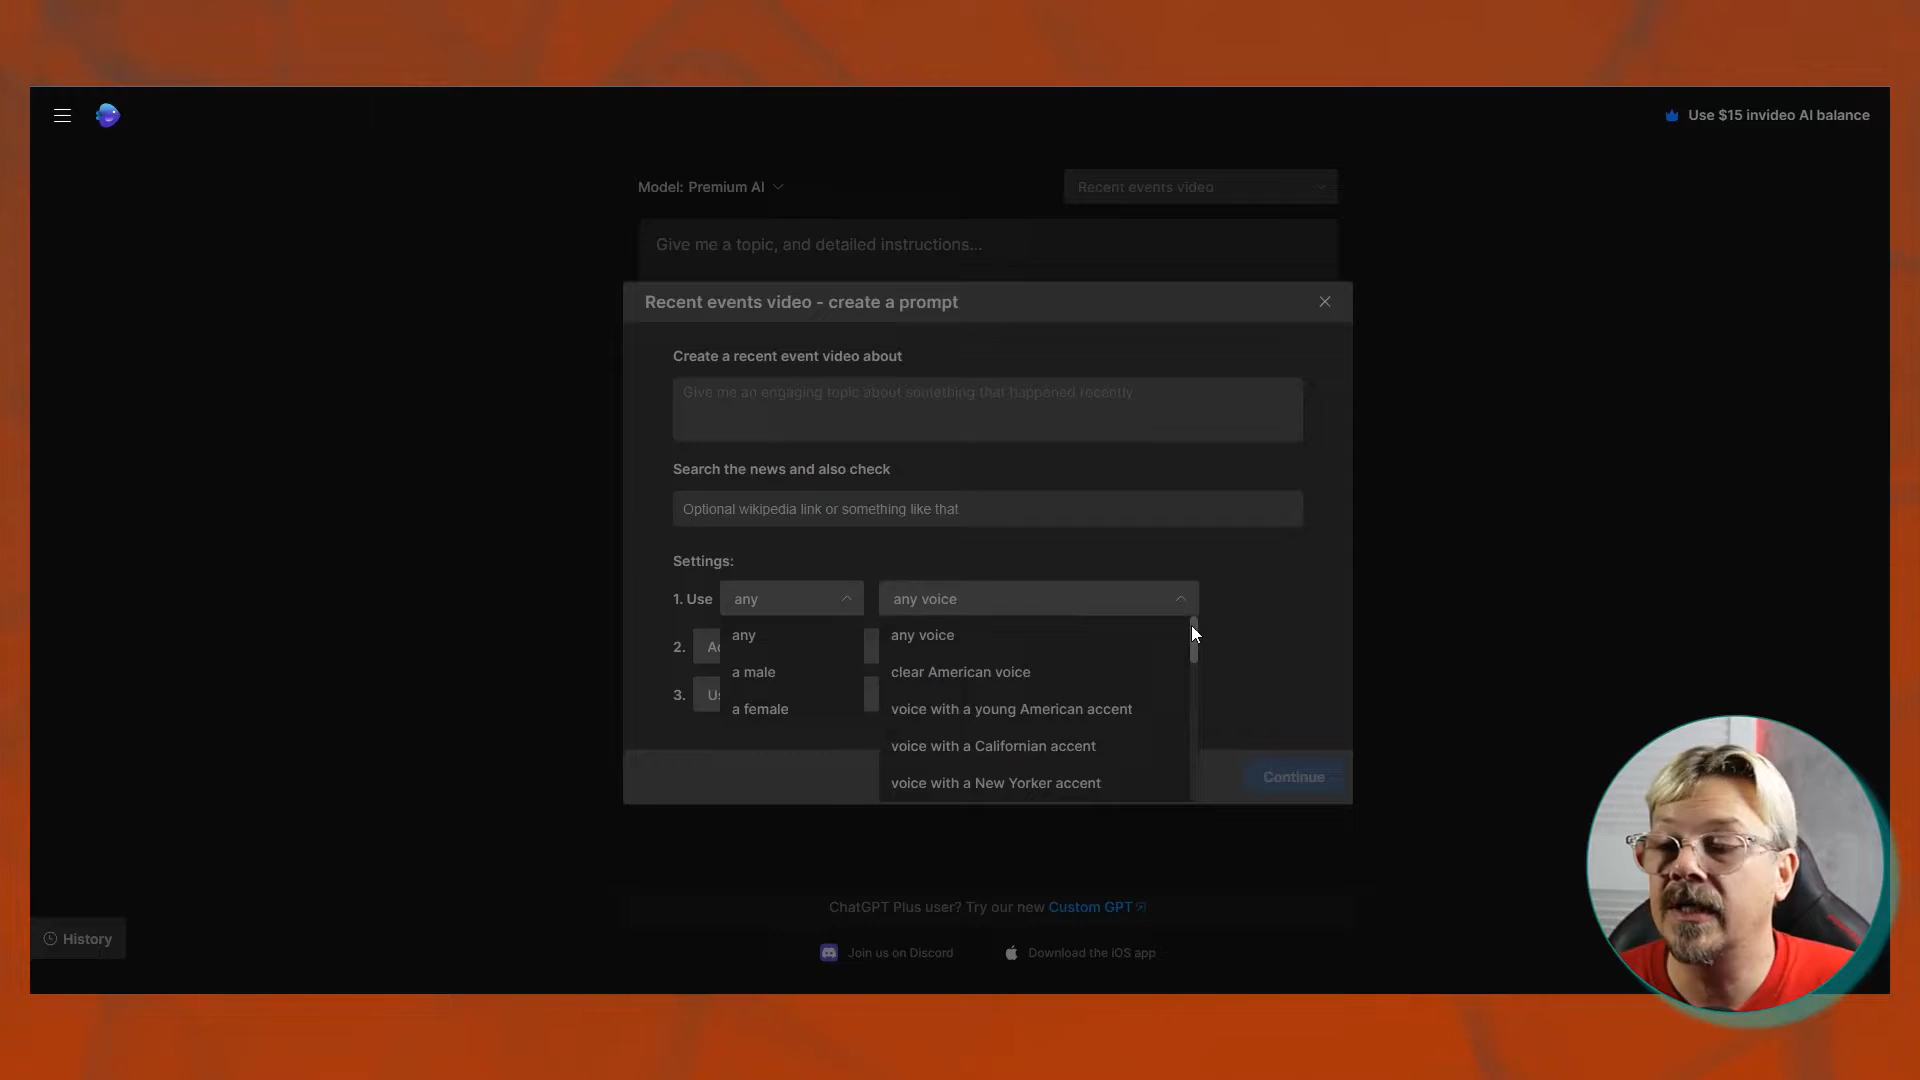 Use $15 invideo AI balance
Model: Premium AI
Recent events video
Give me a topic, and detailed instructions...
Recent events video - create a prompt
Create a recent event video about
Give me an engaging topic about something that happened recently
Search the news and also check
Optional wikipedia link or something like that
Settings:
1. Use any any voice
any any voice
2.
a male clear American voice
3.
a female voice with a young American accent
voice with a Californian accent
voice with a New Yorker accent
Continue
ChatGPT Plus user? Try our new Custom GPT
History
Join us on Discord Download the iOS app